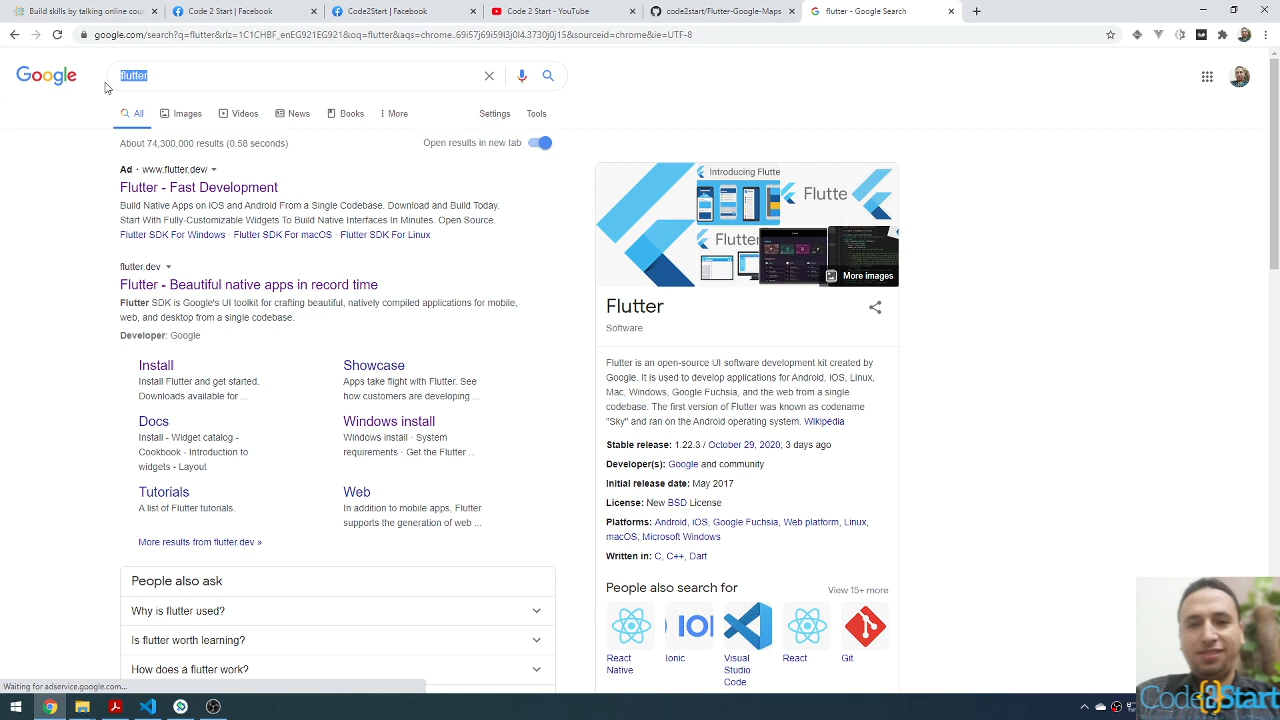 Build skills by taking online cour
Code 2 Start | Facebook
Code2Start | Facebook
Code 2 Start - YouTube
code2start/Flutter-Google-Maps
flutter - Google Search
google.com/search?q=flutter&rlz=1C1CHBF_enEG921EG921&oq=flutter&aqs=chrome..69i57j69i59l3j0l4.3730j0j15&sourceid=chrome&ie=UTF-8
Google
flutter
All
Images
Videos
News
Books
More
Settings
Tools
About 74,300,000 results (0.58 seconds)
Open results in new tab
Ad · www.flutter.dev/
Flutter - Fast Development
Build Native Apps on iOS and Android From a Single Codebase. Download and Build Today.
Start With Fully-Customizable Widgets To Build Native Interfaces In Minutes. Open Source.
Flutter SDK For Windows · Flutter SDK For macOS · Flutter SDK For Linux
flutter.dev
Flutter - Beautiful native apps in record time
Flutter SDK is Google's UI toolkit for crafting beautiful, natively compiled applications for mobile,
web, and desktop from a single codebase.
Developer: Google
Install
Install Flutter and get started.
Downloads available for ...
Showcase
Apps take flight with Flutter. See
how customers are developing ...
Docs
Install - Widget catalog -
Cookbook - Introduction to
widgets - Layout
Windows install
Windows install · System
requirements · Get the Flutter ...
Tutorials
A list of Flutter tutorials.
Web
In addition to mobile apps, Flutter
supports the generation of web ...
More results from flutter.dev »
People also ask
Why is flutter used?
Is flutter worth learning?
How does a flutter work?
Introducing Flutte
Flutte
Flutter
More images
Flutter
Software
Flutter is an open-source UI software development kit created by
Google. It is used to develop applications for Android, iOS, Linux,
Mac, Windows, Google Fuchsia, and the web from a single
codebase. The first version of Flutter was known as codename
"Sky" and ran on the Android operating system. Wikipedia
Stable release: 1.22.3 / October 29, 2020; 3 days ago
Developer(s): Google and community
Initial release date: May 2017
License: New BSD License
Platforms: Android, iOS, Google Fuchsia, Web platform, Linux,
macOS, Microsoft Windows
Written in: C, C++, Dart
People also search for
View 15+ more
React
Native
Ionic
Visual
Studio
Code
React
Git
Waiting for adservice.google.com...
Code{2}Start